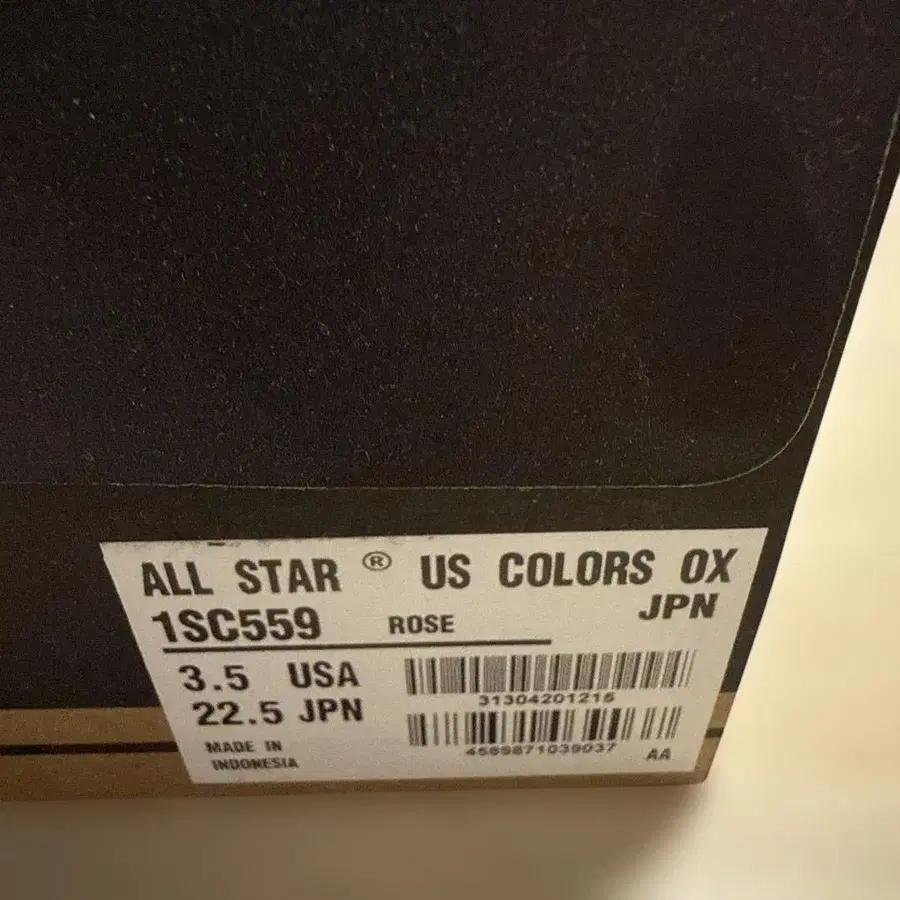 ALL STAR ® US COLORS OX
JPN
1SC559 ROSE
3.5 USA
22.5 JPN
31304201215
MADE IN
INDONESIA
AA